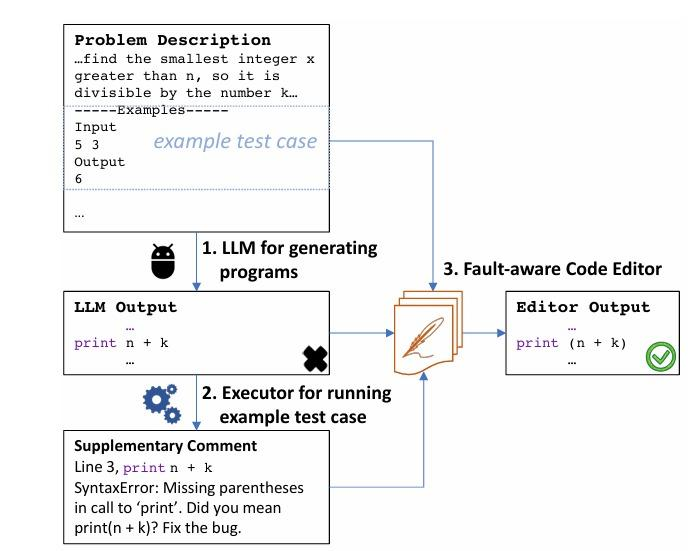 Problem Description
…find the smallest integer x
greater than n, so it is
divisible by the number k…
-----Examples-----
Input
5 3
Output
6
…
example test case
1. LLM for generating
programs
3. Fault-aware Code Editor
LLM Output
…
print n + k
…
Editor Output
…
print (n + k)
…
2. Executor for running
example test case
Supplementary Comment
Line 3, print n + k
SyntaxError: Missing parentheses
in call to ‘print’. Did you mean
print(n + k)? Fix the bug.